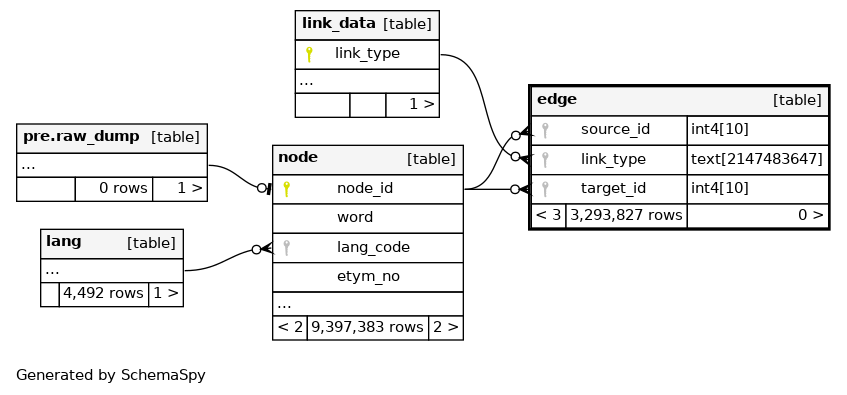 link_data [table]
link_type
...
1 >
edge [table]
source_id int4[10]
link_type text[2147483647]
target_id int4[10]
< 3 3,293,827 rows 0 >
pre.raw_dump [table]
...
0 rows 1 >
node [table]
node_id
word
lang_code
etym_no
...
< 2 9,397,383 rows 2 >
lang [table]
...
4,492 rows 1 >
Generated by SchemaSpy